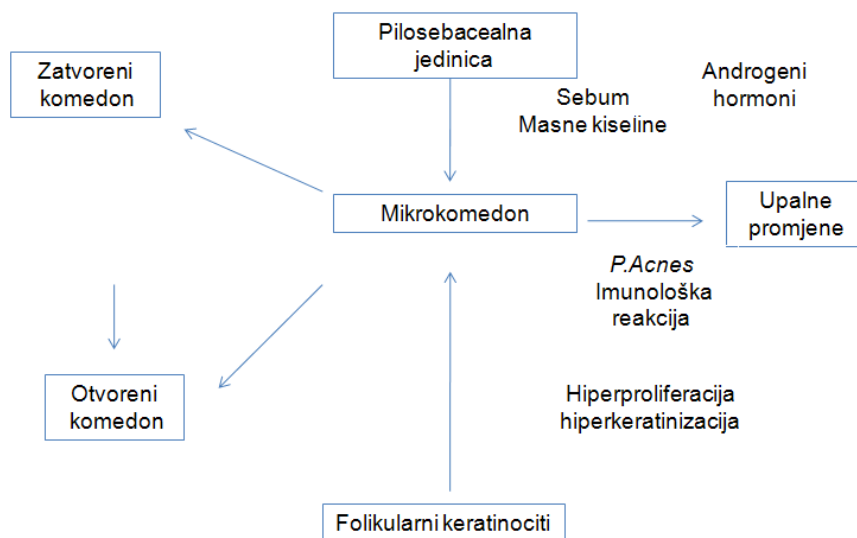 Pilosebacealna
jedinica
Zatvoreni
komedon
Androgeni
hormoni
Sebum
Masne kiseline
Mikrokomedon
Upalne
promjene
P.Acnes
Imunološka
reakcija
Otvoreni
komedon
Hiperproliferacija
hiperkeratinizacija
Folikularni keratinociti